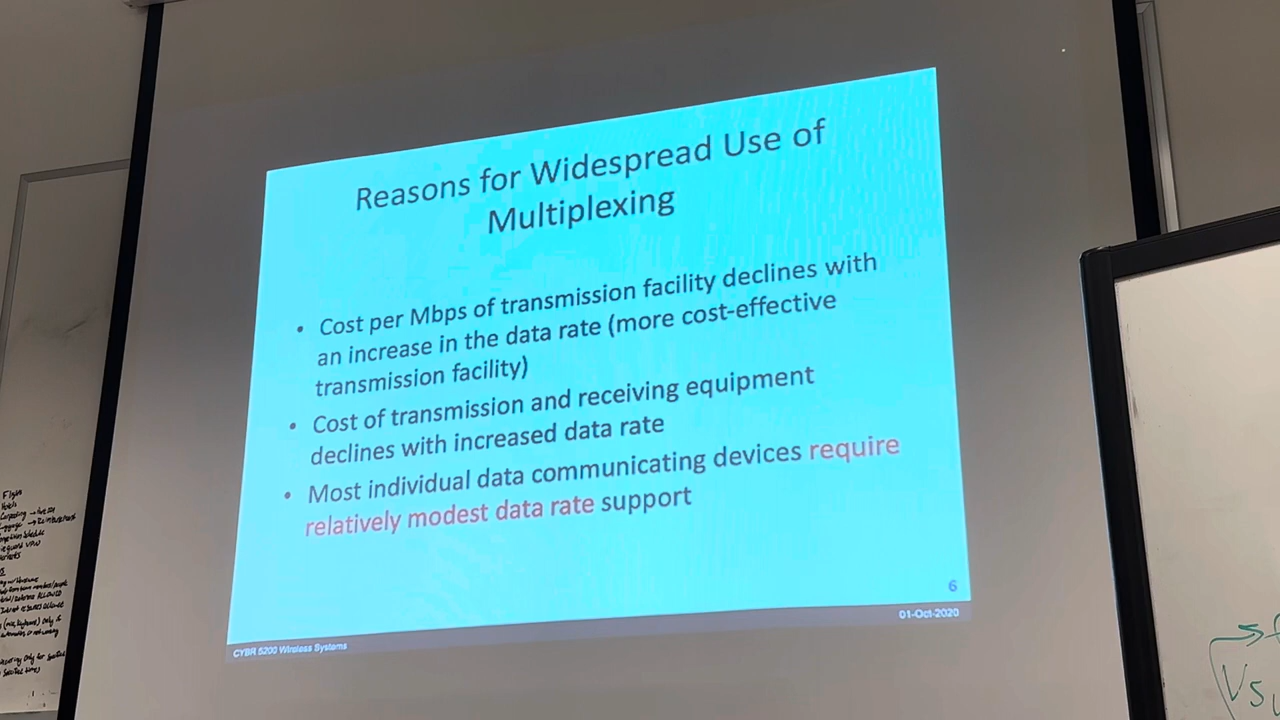 Reasons for Widespread Use of
Multiplexing
• Cost per Mbps of transmission facility declines with
an increase in the data rate (more cost-effective
transmission facility)
• Cost of transmission and receiving equipment
declines with increased data rate
• Most individual data communicating devices require
relatively modest data rate support
6
01-Oct-2020
CYBR 5200 Wireless Systems